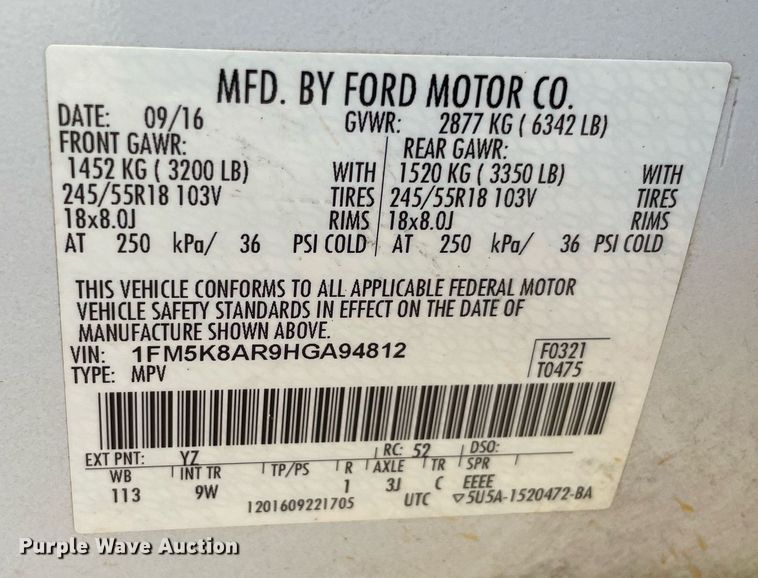 MFD. BY FORD MOTOR CO.
DATE: 09/16 GVWR: 2877 KG ( 6342 LB)
FRONT GAWR: REAR GAWR:
1452 KG ( 3200 LB) WITH 1520 KG ( 3350 LB) WITH
245/55R18 103V TIRES 245/55R18 103V TIRES
18x8.0J RIMS 18x8.0J RIMS
AT 250 kPa/ 36 PSI COLD AT 250 kPa/ 36 PSI COLD
THIS VEHICLE CONFORMS TO ALL APPLICABLE FEDERAL MOTOR
VEHICLE SAFETY STANDARDS IN EFFECT ON THE DATE OF
MANUFACTURE SHOWN ABOVE.
VIN: 1FM5K8AR9HGA94812 F0321
TYPE: MPV T0475
EXT PNT: YZ RC: 52 DSO:
WB INT TR TP/PS R AXLE TR SPR
113 9W 1 3J C EEEE
1201609221705 UTC ▽5U5A-1520472-BA
Purple Wave Auction